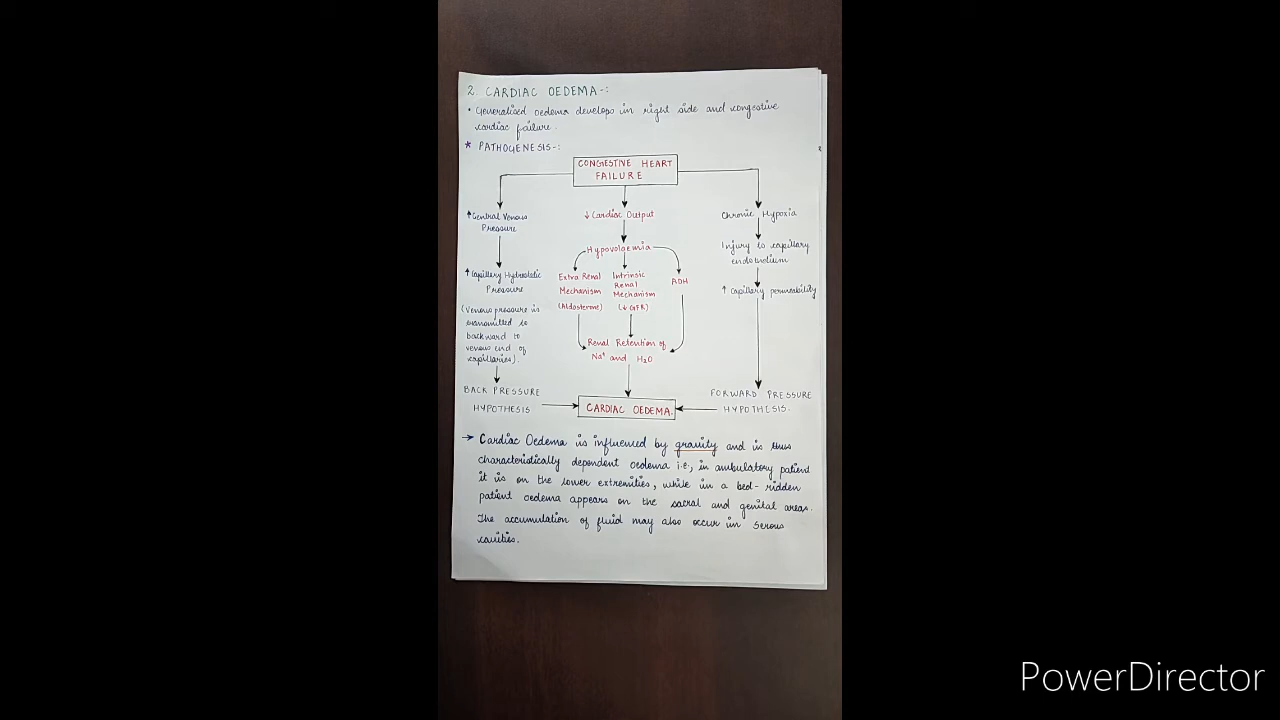 2. CARDIAC OEDEMA-:
• Generalised oedema develops in right side and congestive
cardiac failure.
* PATHOGENESIS-:
CONGESTIVE HEART
FAILURE
↑Central Venous
Pressure
↑Capillary Hydrostatic
Pressure
(Venous pressure is
transmitted to
backward to
venous end of
capillaries).
BACK PRESSURE
HYPOTHESIS
↓ Cardiac Output
Hypovolaemia
Extra Renal
Mechanism
(Aldosterone)
Intrinsic
Renal
Mechanism
(↓ GFR)
ADH
Renal Retention of
Na⁺ and H₂O
CARDIAC OEDEMA.
Chronic Hypoxia
Injury to capillary
endothelium
↑ Capillary permeability
FORWARD PRESSURE
HYPOTHESIS.
→ Cardiac Oedema is influenced by gravity and is thus
characteristically dependent oedema i.e., in ambulatory patient
it is on the lower extremities, while in a bed-ridden
patient oedema appears on the sacral and genital areas.
The accumulation of fluid may also occur in serous
cavities.
PowerDirector